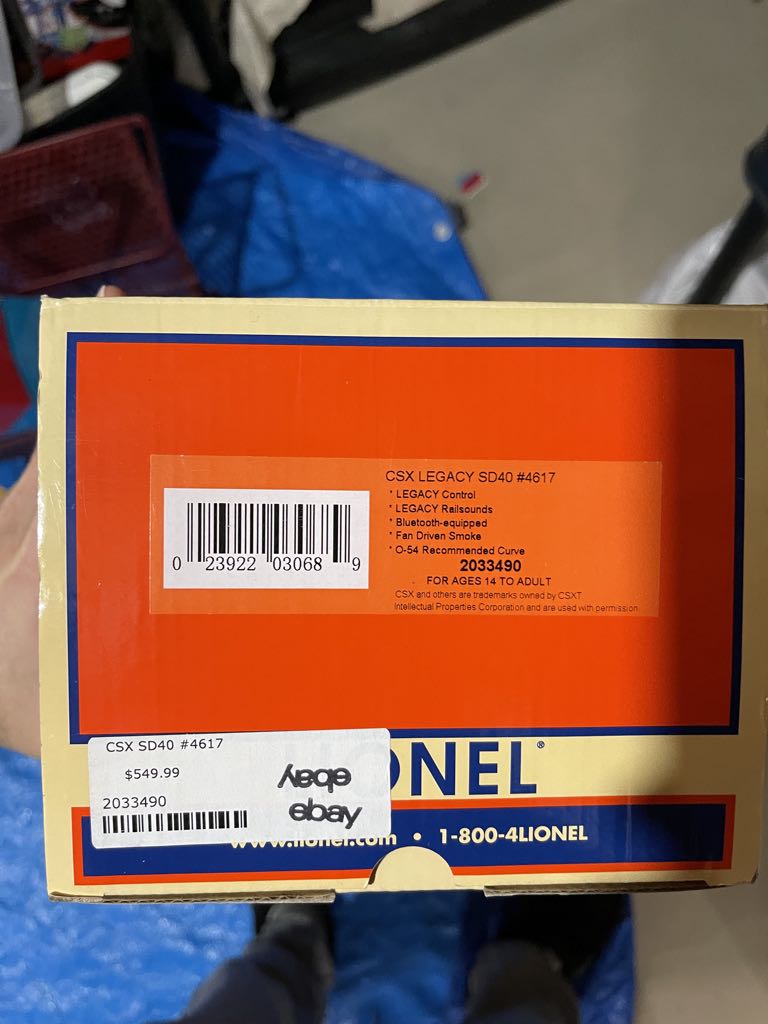 CSX LEGACY SD40 #4617
* LEGACY Control
* LEGACY Railsounds
* Bluetooth-equipped
* Fan Driven Smoke
* O-54 Recommended Curve
2033490
FOR AGES 14 TO ADULT
CSX and others are trademarks owned by CSXT
Intellectual Properties Corporation and are used with permission
0 23922 03068 9
CSX SD40 #4617
$549.99
2033490
ebay
ebay
LIONEL®
www.lionel.com • 1-800-4LIONEL